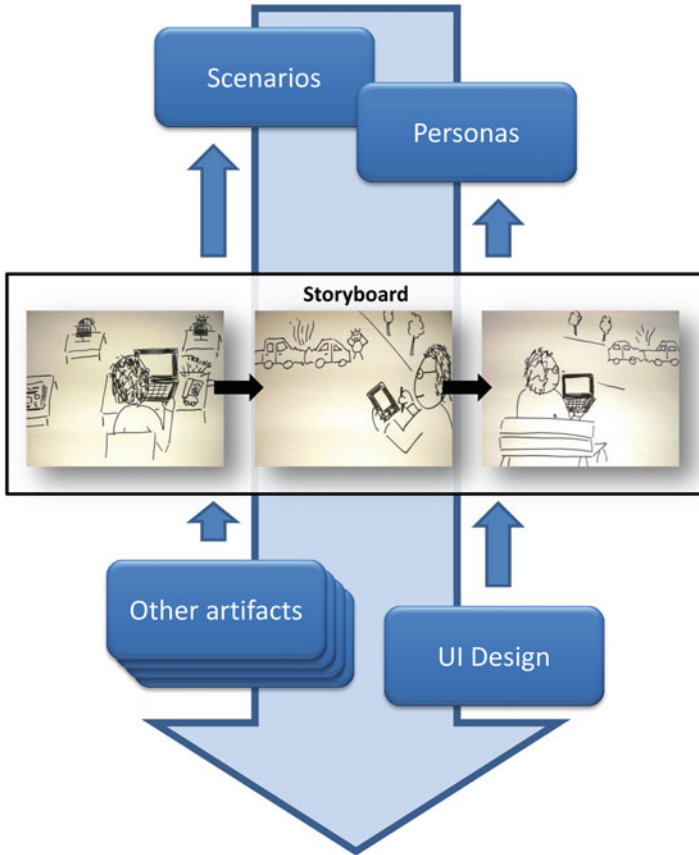 Scenarios
Personas
Storyboard
Other artifacts
UI Design